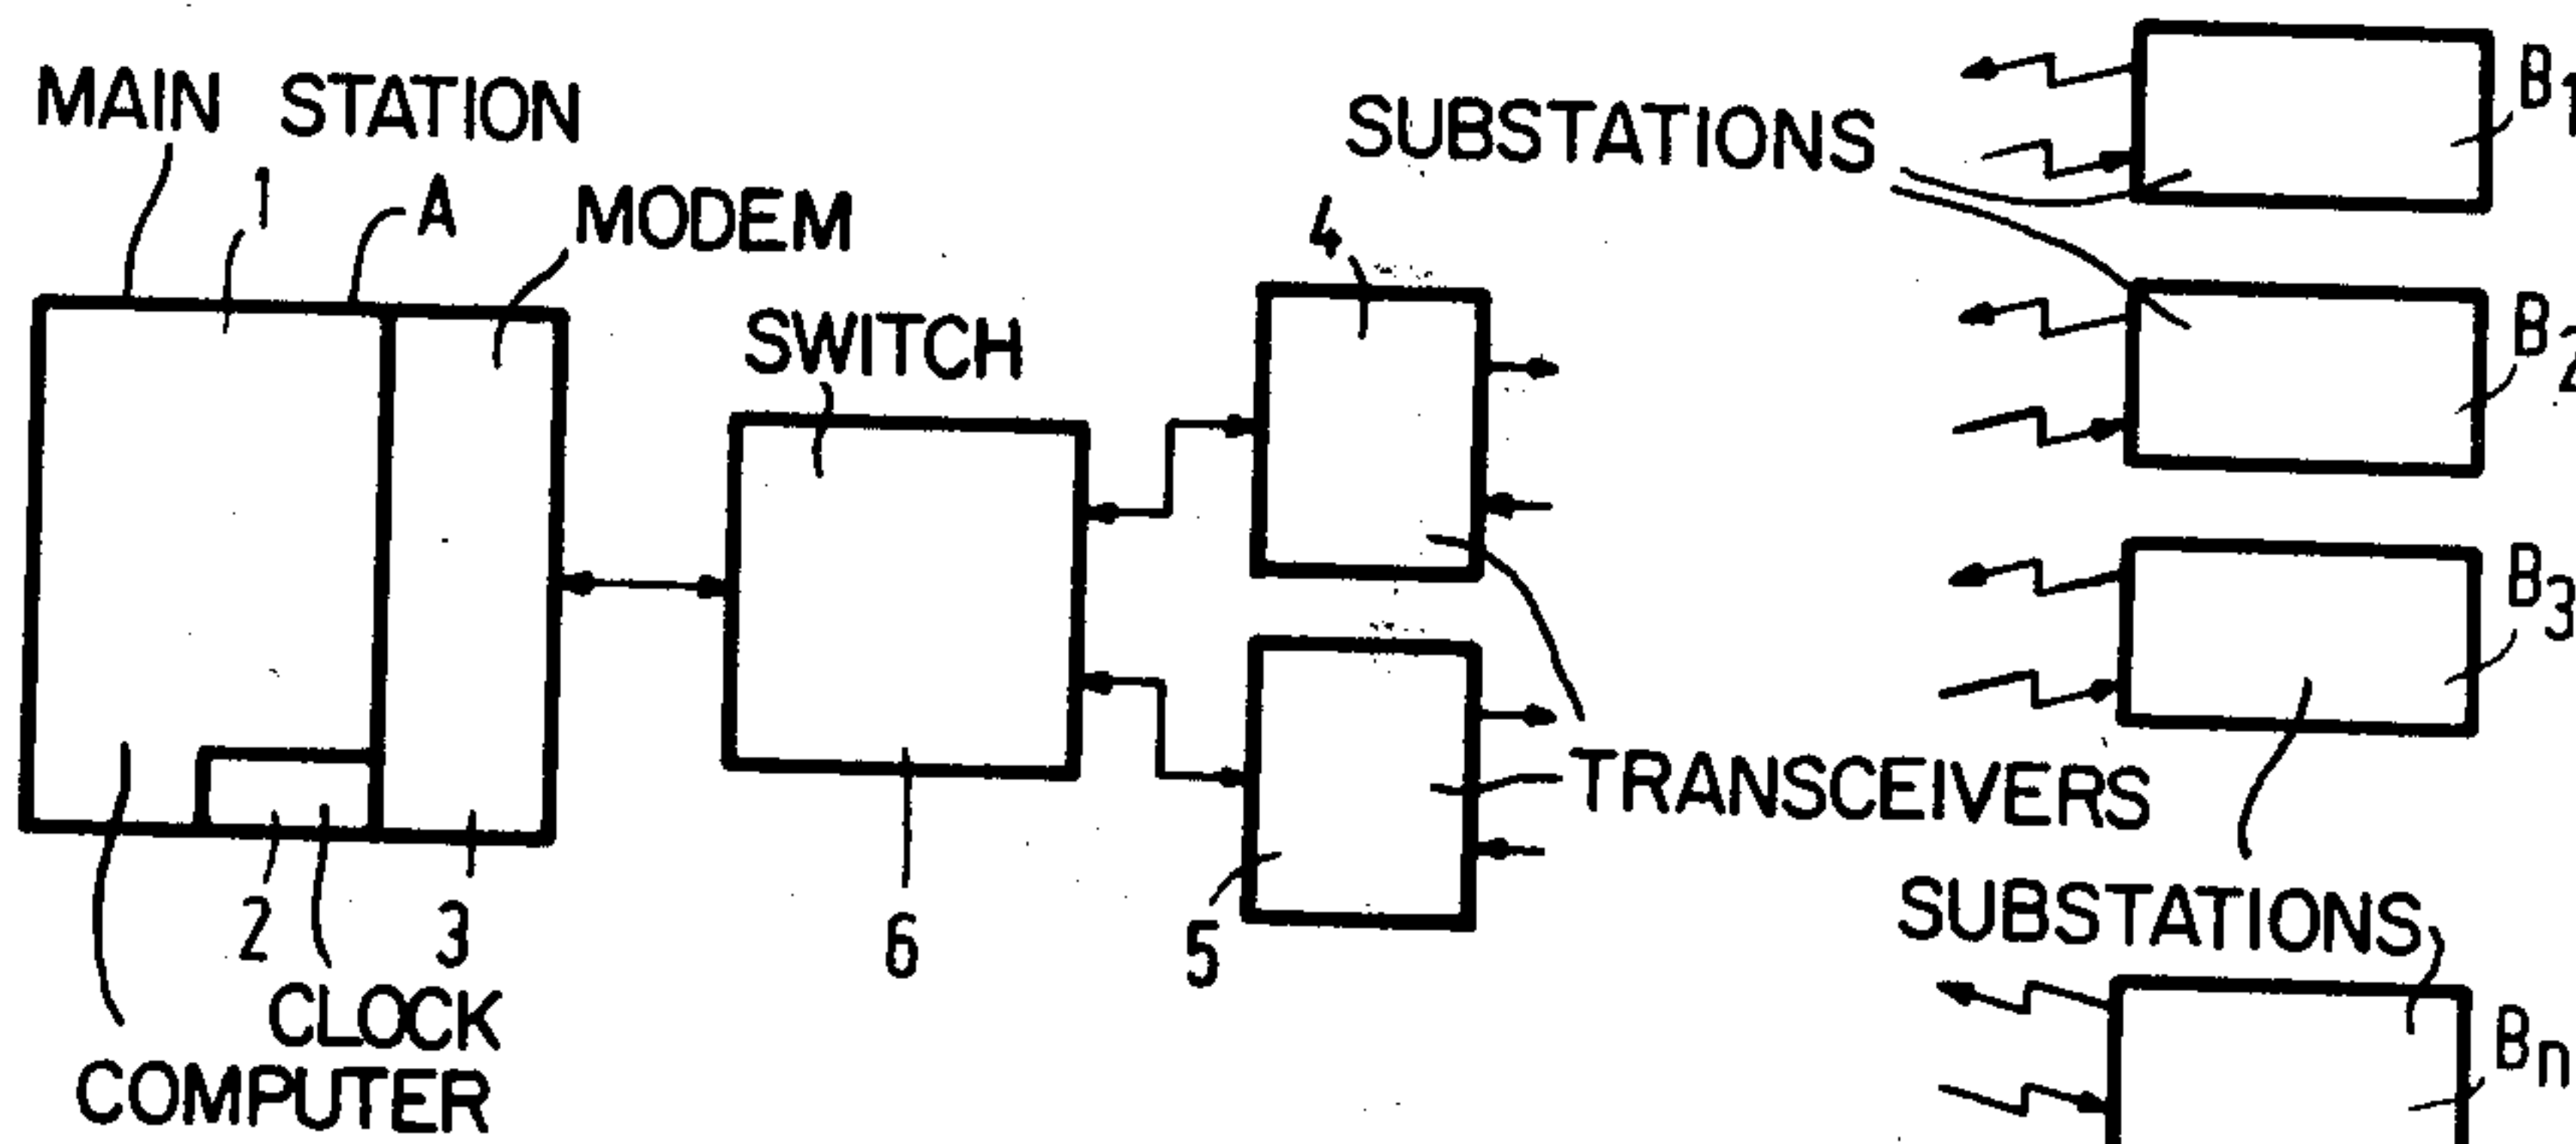 MAIN STATION
1
A
MODEM
SWITCH
4
SUBSTATIONS
B1
B2
B3
TRANSCEIVERS
2
3
6
5
CLOCK
COMPUTER
SUBSTATIONS
Bn